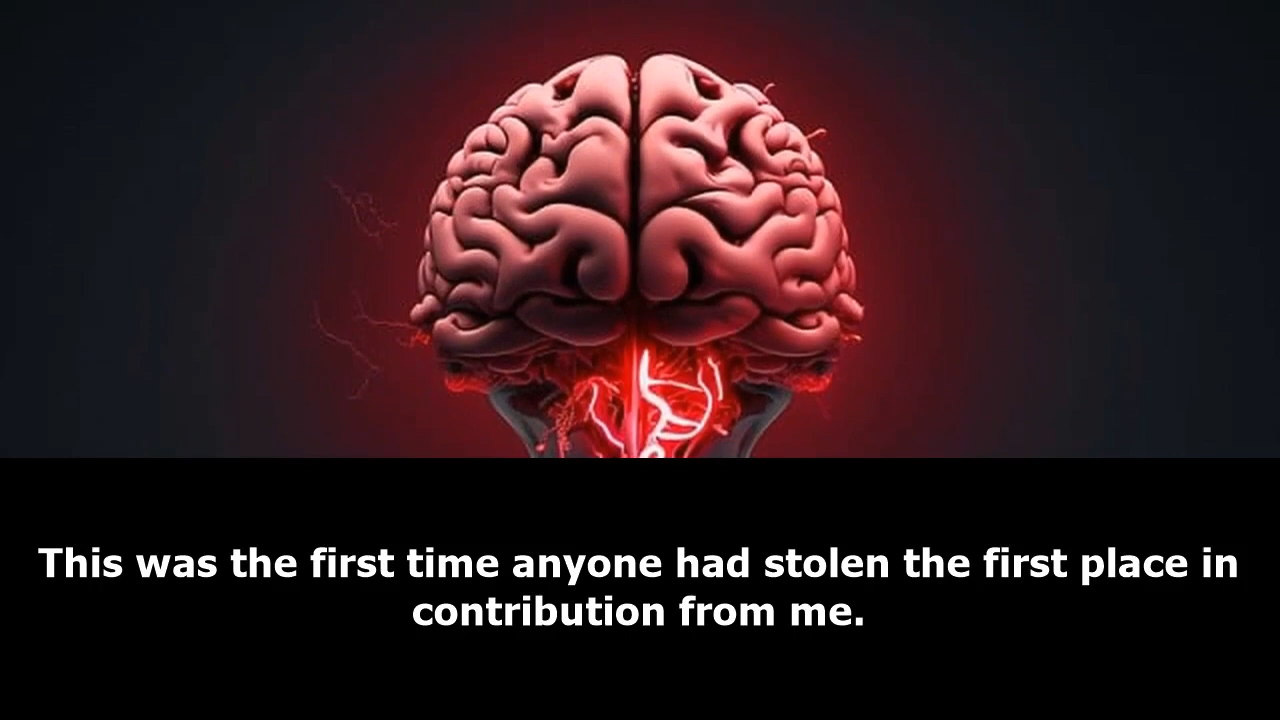 This was the first time anyone had stolen the first place in
contribution from me.